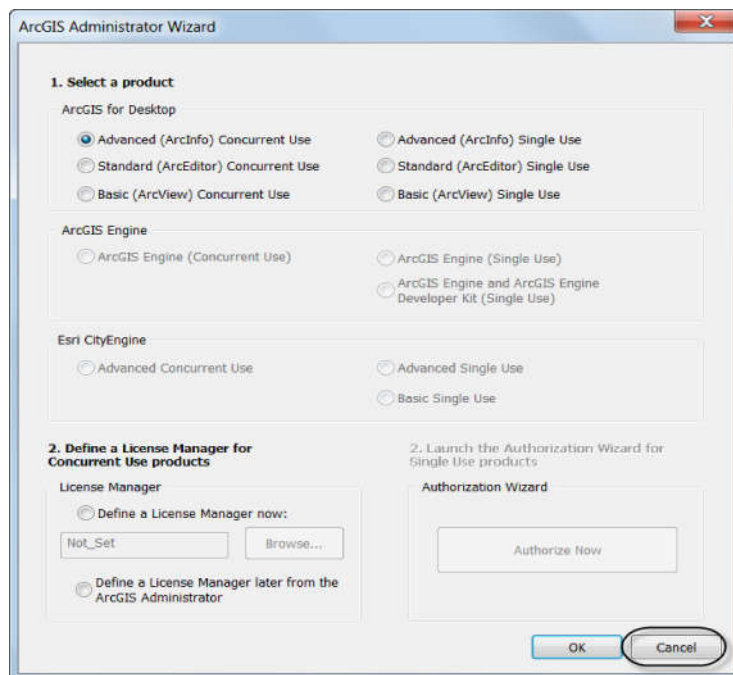 ArcGIS Administrator Wizard
1. Select a product
ArcGIS for Desktop
Advanced (ArcInfo) Concurrent Use
Advanced (ArcInfo) Single Use
Standard (ArcEditor) Concurrent Use
Standard (ArcEditor) Single Use
Basic (ArcView) Concurrent Use
Basic (ArcView) Single Use
ArcGIS Engine
ArcGIS Engine (Concurrent Use)
ArcGIS Engine (Single Use)
ArcGIS Engine and ArcGIS Engine
Developer Kit (Single Use)
Esri CityEngine
Advanced Concurrent Use
Advanced Single Use
Basic Single Use
2. Define a License Manager for
Concurrent Use products
License Manager
Define a License Manager now:
Not_Set
Browse...
Define a License Manager later from the
ArcGIS Administrator
2. Launch the Authorization Wizard for
Single Use products
Authorization Wizard
Authorize Now
OK
Cancel